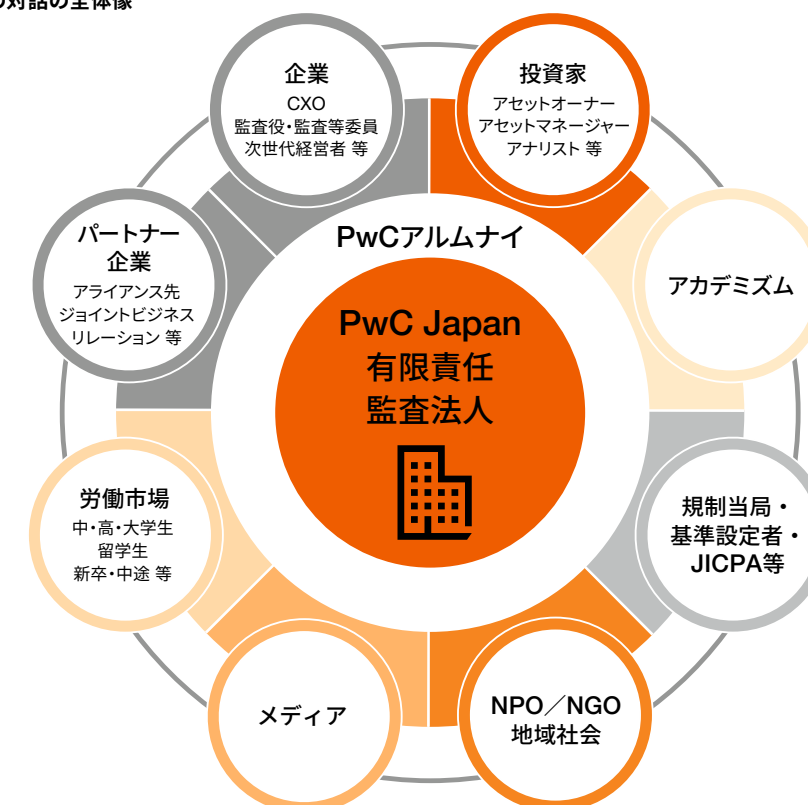 の対話の全体像
企業
CXO
監査役・監査等委員
次世代経営者 等
投資家
アセットオーナー
アセットマネージャー
アナリスト 等
パートナー
企業
アライアンス先
ジョイントビジネス
リレーション 等
PwCアルムナイ
アカデミズム
PwC Japan
有限責任
監査法人
労働市場
中・高・大学生
留学生
新卒・中途 等
規制当局・
基準設定者・
JICPA等
メディア
NPO／NGO
地域社会